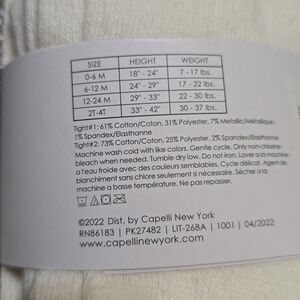 SIZE HEIGHT WEIGHT
0-6 M 18" - 24" 7 - 17 lbs.
6-12 M 24" - 29" 17 - 22 lbs.
12-24 M 29" - 33" 22 - 30 lbs.
2T-4T 33" - 42" 30 - 37 lbs.
Tight#1: 61% Cotton/Coton, 31% Polyester, 7% Metallic/Métallique,
1% Spandex/Elasthanne
Tight#2: 73% Cotton/Coton, 25% Polyester, 2% Spandex/Elasthanne
Machine wash cold with like colors. Gentle cycle. Only non-chlorine
bleach when needed. Tumble dry low. Do not iron. Laver a la machine
a l'eau froide avec des couleurs semblables. Cycle délicat. Agent de
blanchiment sans chlore seulement si nécessaire. Sécher a la
machine a basse température. Ne pas repasser.
©2022 Dist. by Capelli New York
RN86183 | PK27482 | LIT-268A | 1001 | 04/2022
www.capellinewyork.com